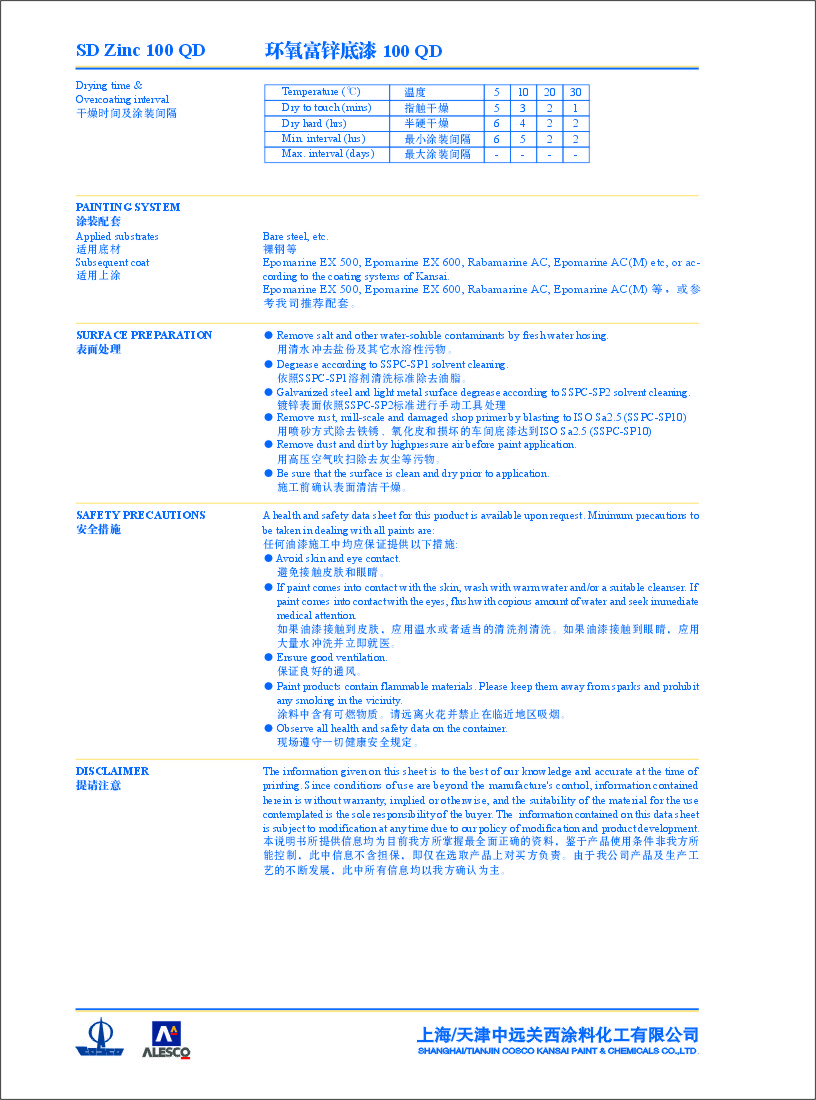 SD Zinc 100 QD 环氧富锌底漆 100 QD
Drying time &
Overcoating interval
干燥时间及涂装间隔
Temperature (℃) 温度 5 10 20 30
Dry to touch (mins) 指触干燥 5 3 2 1
Dry hard (hrs) 半硬干燥 6 4 2 2
Min. interval (hrs) 最小涂装间隔 6 5 2 2
Max. interval (days) 最大涂装间隔 - - - -
PAINTING SYSTEM
涂装配套
Applied substrates Bare steel, etc.
适用底材 裸钢等
Subsequent coat Epomarine EX 500, Epomarine EX 600, Rabamarine AC, Epomarine AC(M) etc, or ac-
适用上涂 cording to the coating systems of Kansai.
Epomarine EX 500, Epomarine EX 600, Rabamarine AC, Epomarine AC(M) 等，或参
考我司推荐配套。
SURFACE PREPARATION
表面处理
● Remove salt and other water-soluble contaminants by fresh water hosing.
用清水冲去盐份及其它水溶性污物。
● Degrease according to SSPC-SP1 solvent cleaning.
依照SSPC-SP1溶剂清洗标准除去油脂。
● Galvanized steel and light metal surface degrease according to SSPC-SP2 solvent cleaning.
镀锌表面依照SSPC-SP2标准进行手动工具处理
● Remove rust, mill-scale and damaged shop primer by blasting to ISO Sa2.5 (SSPC-SP10)
用喷砂方式除去铁锈、氧化皮和损坏的车间底漆达到ISO Sa2.5 (SSPC-SP10)
● Remove dust and dirt by highpressure air before paint application.
用高压空气吹扫除去灰尘等污物。
● Be sure that the surface is clean and dry prior to application.
施工前确认表面清洁干燥。
SAFETY PRECAUTIONS
安全措施
A health and safety data sheet for this product is available upon request. Minimum precautions to
be taken in dealing with all paints are:
任何油漆施工中均应保证提供以下措施:
● Avoid skin and eye contact.
避免接触皮肤和眼睛。
● If paint comes into contact with the skin, wash with warm water and/or a suitable cleanser. If
paint comes into contact with the eyes, flush with copious amount of water and seek immediate
medical attention.
如果油漆接触到皮肤，应用温水或者适当的清洗剂清洗。如果油漆接触到眼睛，应用
大量水冲洗并立即就医。
● Ensure good ventilation.
保证良好的通风。
● Paint products contain flammable materials. Please keep them away from sparks and prohibit
any smoking in the vicinity.
涂料中含有可燃物质。请远离火花并禁止在临近地区吸烟。
● Observe all health and safety data on the container.
现场遵守一切健康安全规定。
DISCLAIMER
提请注意
The information given on this sheet is to the best of our knowledge and accurate at the time of
printing. Since conditions of use are beyond the manufacture's control, information contained
herein is without warranty, implied or otherwise, and the suitability of the material for the use
contemplated is the sole responsibility of the buyer. The information contained on this data sheet
is subject to modification at any time due to our policy of modification and product development.
本说明书所提供信息均为目前我方所掌握最全面正确的资料，鉴于产品使用条件非我方所
能控制，此中信息不含担保，即仅在选取产品上对买方负责。由于我公司产品及生产工
艺的不断发展，此中所有信息均以我方确认为主。
COSCO
ALESCO
上海/天津中远关西涂料化工有限公司
SHANGHAI/TIANJIN COSCO KANSAI PAINT & CHEMICALS CO.,LTD.